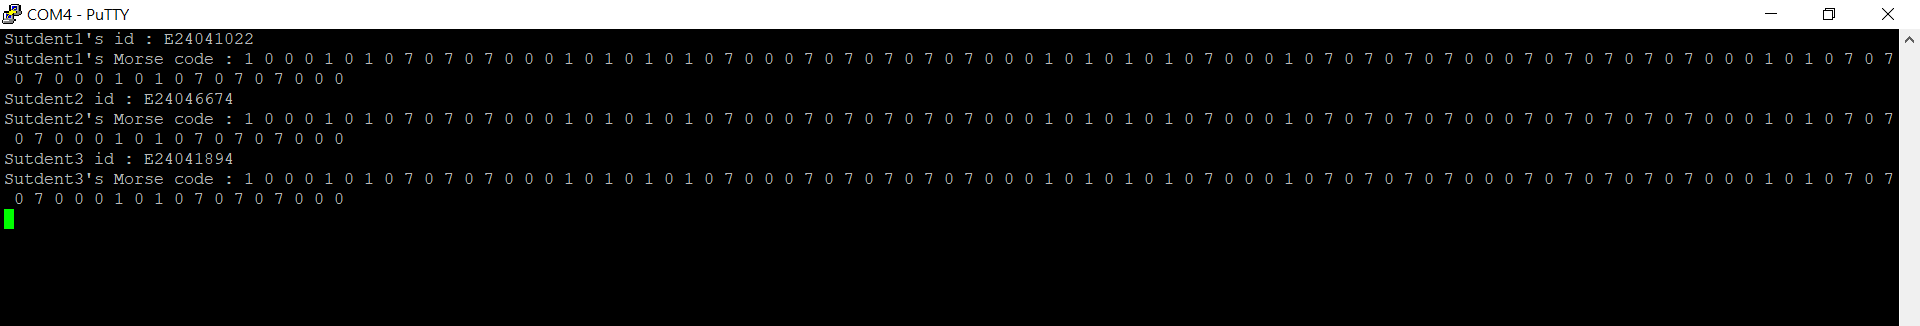 COM4 - PuTTY
Sutdent1's id : E24041022
Sutdent1's Morse code : 1 0 0 0 1 0 1 0 7 0 7 0 7 0 0 0 1 0 1 0 1 0 1 0 7 0 0 0 7 0 7 0 7 0 7 0 7 0 0 0 1 0 1 0 1 0 1 0 7 0 0 0 1 0 7 0 7 0 7 0 7 0 0 0 7 0 7 0 7 0 7 0 7 0 0 0 1 0 1 0 7 0 7
0 7 0 0 0 1 0 1 0 7 0 7 0 7 0 0 0
Sutdent2 id : E24046674
Sutdent2's Morse code : 1 0 0 0 1 0 1 0 7 0 7 0 7 0 0 0 1 0 1 0 1 0 1 0 7 0 0 0 7 0 7 0 7 0 7 0 7 0 0 0 1 0 1 0 1 0 1 0 7 0 0 0 1 0 7 0 7 0 7 0 7 0 0 0 7 0 7 0 7 0 7 0 7 0 0 0 1 0 1 0 7 0 7
0 7 0 0 0 1 0 1 0 7 0 7 0 7 0 0 0
Sutdent3 id : E24041894
Sutdent3's Morse code : 1 0 0 0 1 0 1 0 7 0 7 0 7 0 0 0 1 0 1 0 1 0 1 0 7 0 0 0 7 0 7 0 7 0 7 0 7 0 0 0 1 0 1 0 1 0 1 0 7 0 0 0 1 0 7 0 7 0 7 0 7 0 0 0 7 0 7 0 7 0 7 0 7 0 0 0 1 0 1 0 7 0 7
0 7 0 0 0 1 0 1 0 7 0 7 0 7 0 0 0